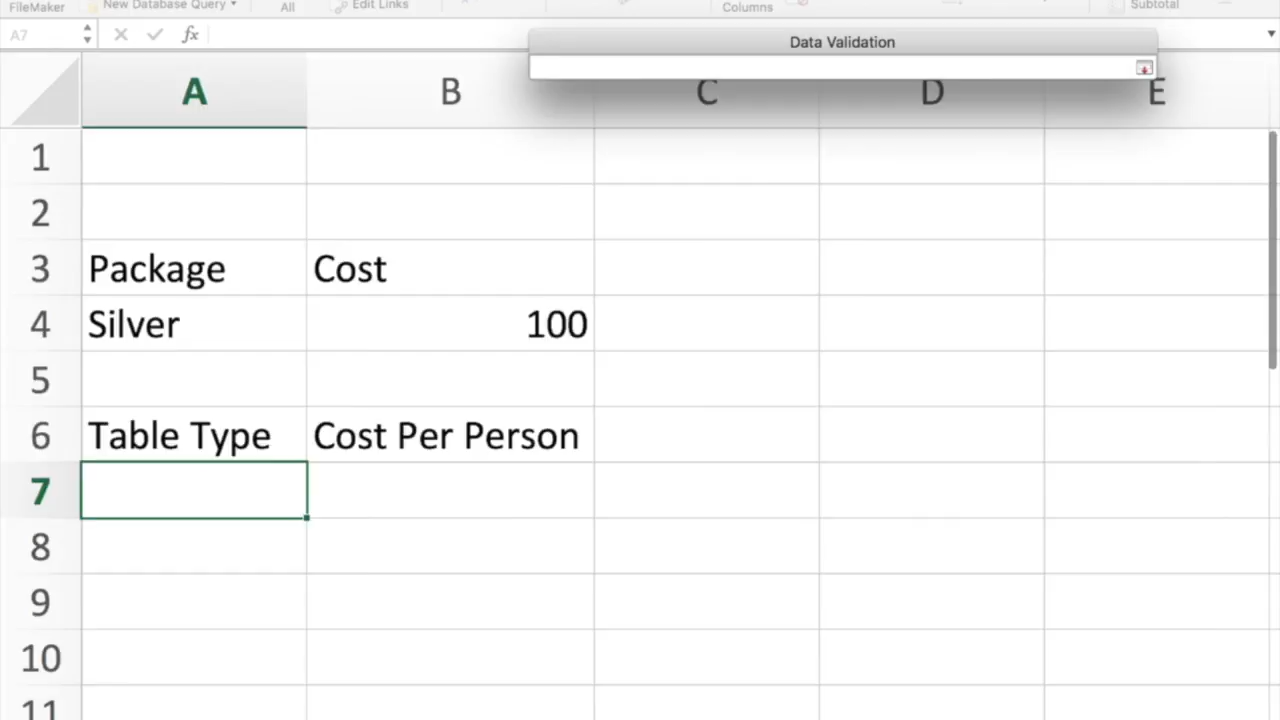 FileMaker New Database Query All Edit Links Columns Subtotal
A7 fx
Data Validation
A B C D E
1
2
3 Package Cost
4 Silver 100
5
6 Table Type Cost Per Person
7
8
9
10
11